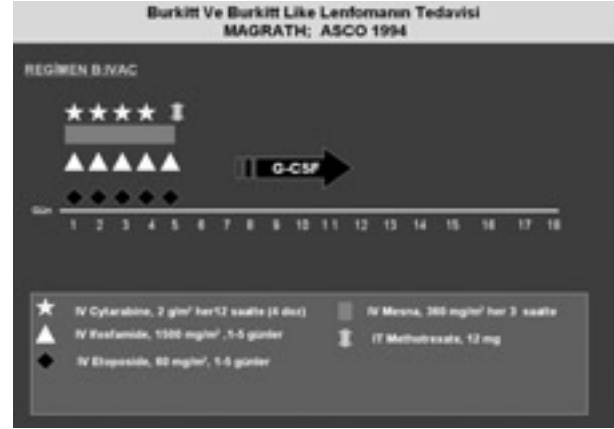 Burkitt Ve Burkitt Like Lenfomanın Tedavisi
MAGRATH; ASCO 1994
REGİMEN B:IVAC
G-CSF
Gün
1 2 3 4 5 6 7 8 9 10 11 12 13 14 15 16 17 18
IV Cytarabine, 2 g/m² her12 saatte (4 doz)
IV Mesna, 360 mg/m² her 3 saatte
IV Ifosfamide, 1500 mg/m² ,1-5 günler
IT Methotrexate, 12 mg
IV Etoposide, 60 mg/m², 1-5 günler